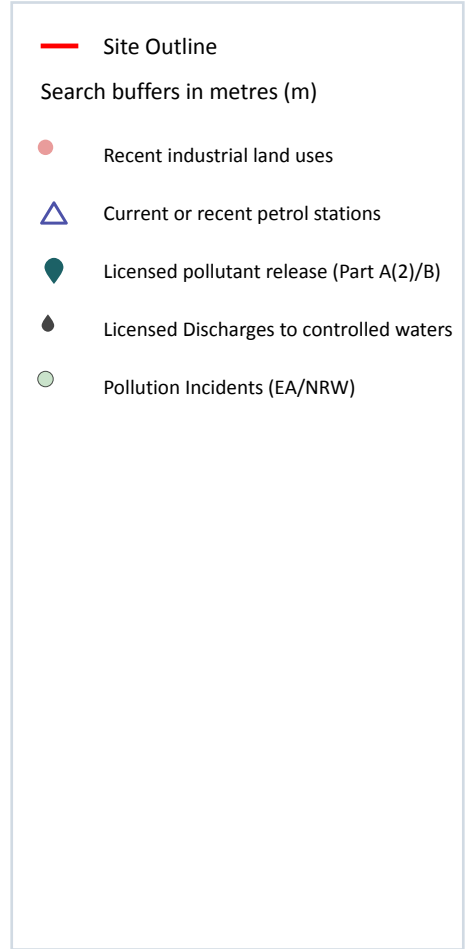 Site Outline
Search buffers in metres (m)
Recent industrial land uses
Current or recent petrol stations
Licensed pollutant release (Part A(2)/B)
Licensed Discharges to controlled waters
Pollution Incidents (EA/NRW)